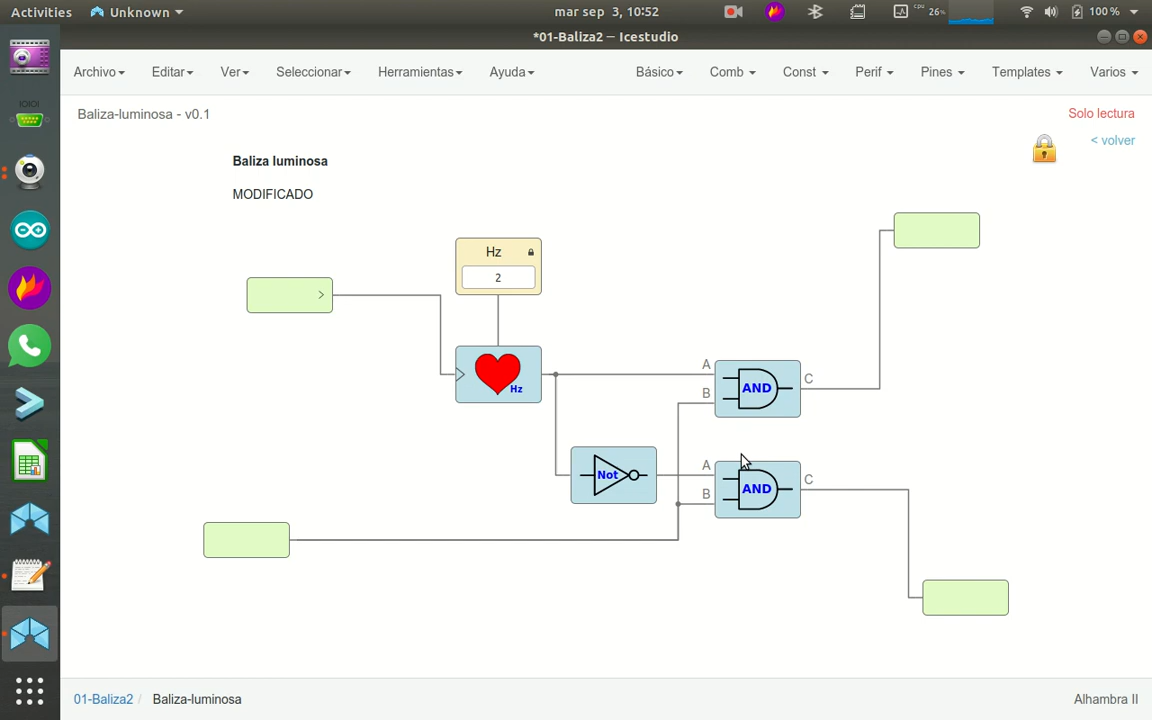 Activities Unknown mar sep 3, 10:52 cpu 26% 100 %
*01-Baliza2 – Icestudio
Archivo Editar Ver Seleccionar Herramientas Ayuda Básico Comb Const Perif Pines Templates Varios
Baliza-luminosa - v0.1
Solo lectura
< volver
Baliza luminosa
MODIFICADO
Hz
2
Hz
A
B
AND
C
Not
A
B
AND
C
01-Baliza2 / Baliza-luminosa
Alhambra II